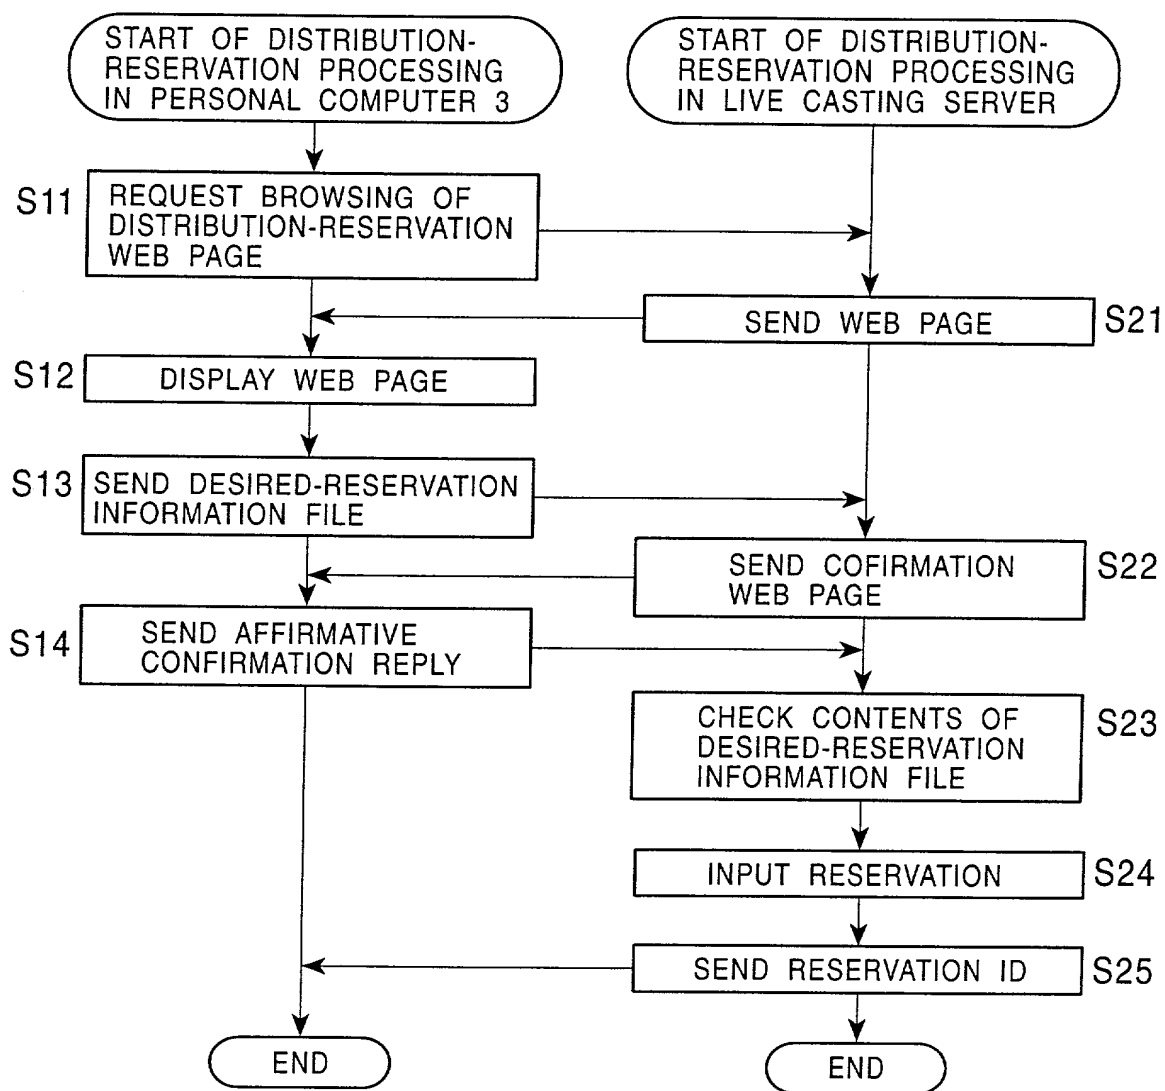 START OF DISTRIBUTION-
RESERVATION PROCESSING
IN PERSONAL COMPUTER 3
START OF DISTRIBUTION-
RESERVATION PROCESSING
IN LIVE CASTING SERVER
S11
REQUEST BROWSING OF
DISTRIBUTION-RESERVATION
WEB PAGE
SEND WEB PAGE
S21
S12
DISPLAY WEB PAGE
S13
SEND DESIRED-RESERVATION
INFORMATION FILE
SEND COFIRMATION
WEB PAGE
S22
S14
SEND AFFIRMATIVE
CONFIRMATION REPLY
CHECK CONTENTS OF
DESIRED-RESERVATION
INFORMATION FILE
S23
INPUT RESERVATION
S24
SEND RESERVATION ID
S25
END
END